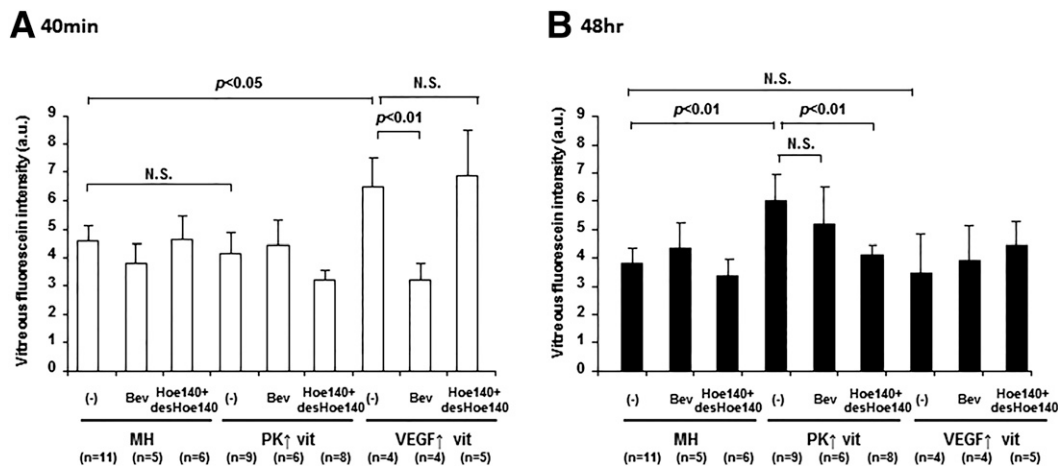 A 40min
p<0.05
N.S.
p<0.01
N.S.
Vitreous fluorescein intensity (a.u.)
9
8
7
6
5
4
3
2
1
0
(-) Bev Hoe140+desHoe140 (-) Bev Hoe140+desHoe140 (-) Bev Hoe140+desHoe140
MH PK↑ vit VEGF↑ vit
(n=11) (n=5) (n=6) (n=9) (n=6) (n=8) (n=4) (n=4) (n=5)
B 48hr
N.S.
p<0.01 p<0.01
N.S.
Vitreous fluorescein intensity (a.u.)
9
8
7
6
5
4
3
2
1
0
(-) Bev Hoe140+desHoe140 (-) Bev Hoe140+desHoe140 (-) Bev Hoe140+desHoe140
MH PK↑ vit VEGF↑ vit
(n=11) (n=5) (n=6) (n=9) (n=6) (n=8) (n=4) (n=4) (n=5)